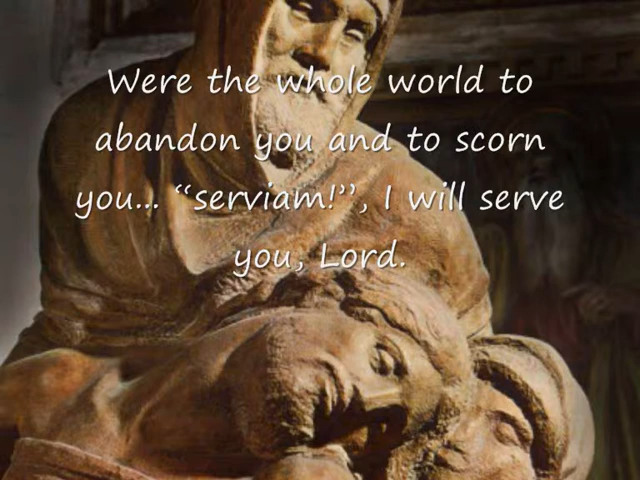 Were the whole world to
abandon you and to scorn
you... “serviam!”, I will serve
you, Lord.